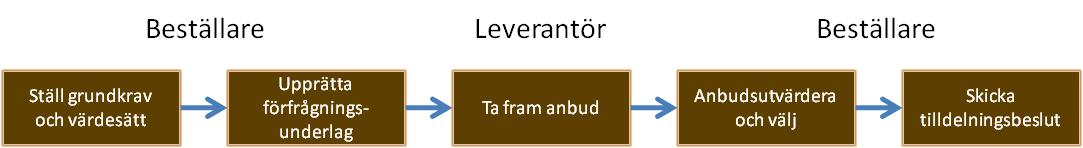 Beställare
Leverantör
Beställare
Ställ grundkrav
och värdesätt
Upprätta
förfrågnings-
underlag
Ta fram anbud
Anbudsutvärdera
och välj
Skicka
tilldelningsbeslut